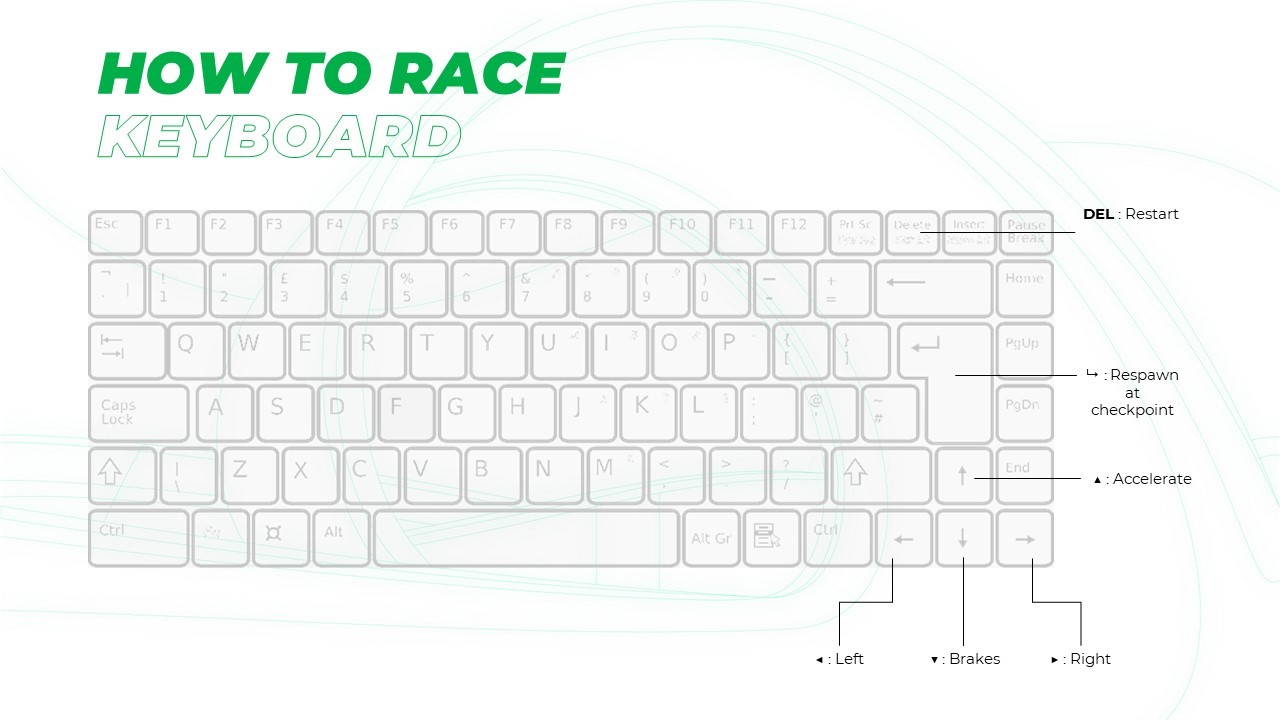 HOW TO RACE
KEYBOARD
Esc F1 F2 F3 F4 F5 F6 F7 F8 F9 F10 F11 F12 Prt Sc Delete Insert Pause
Break
DEL : Restart
¬ ! " £ $ % ^ & * ( ) — + Home
1 2 3 4 5 6 7 8 9 0 - =
Q W E R T Y U I O P { } PgUp
[ ]
↵ : Respawn
at
checkpoint
Caps
Lock
A S D F G H J K L : @ ~ PgDn
; ' #
| Z X C V B N M < > ? End
\ , . /
▲ : Accelerate
Ctrl Alt Alt Gr Ctrl
◄ : Left ▼ : Brakes ► : Right